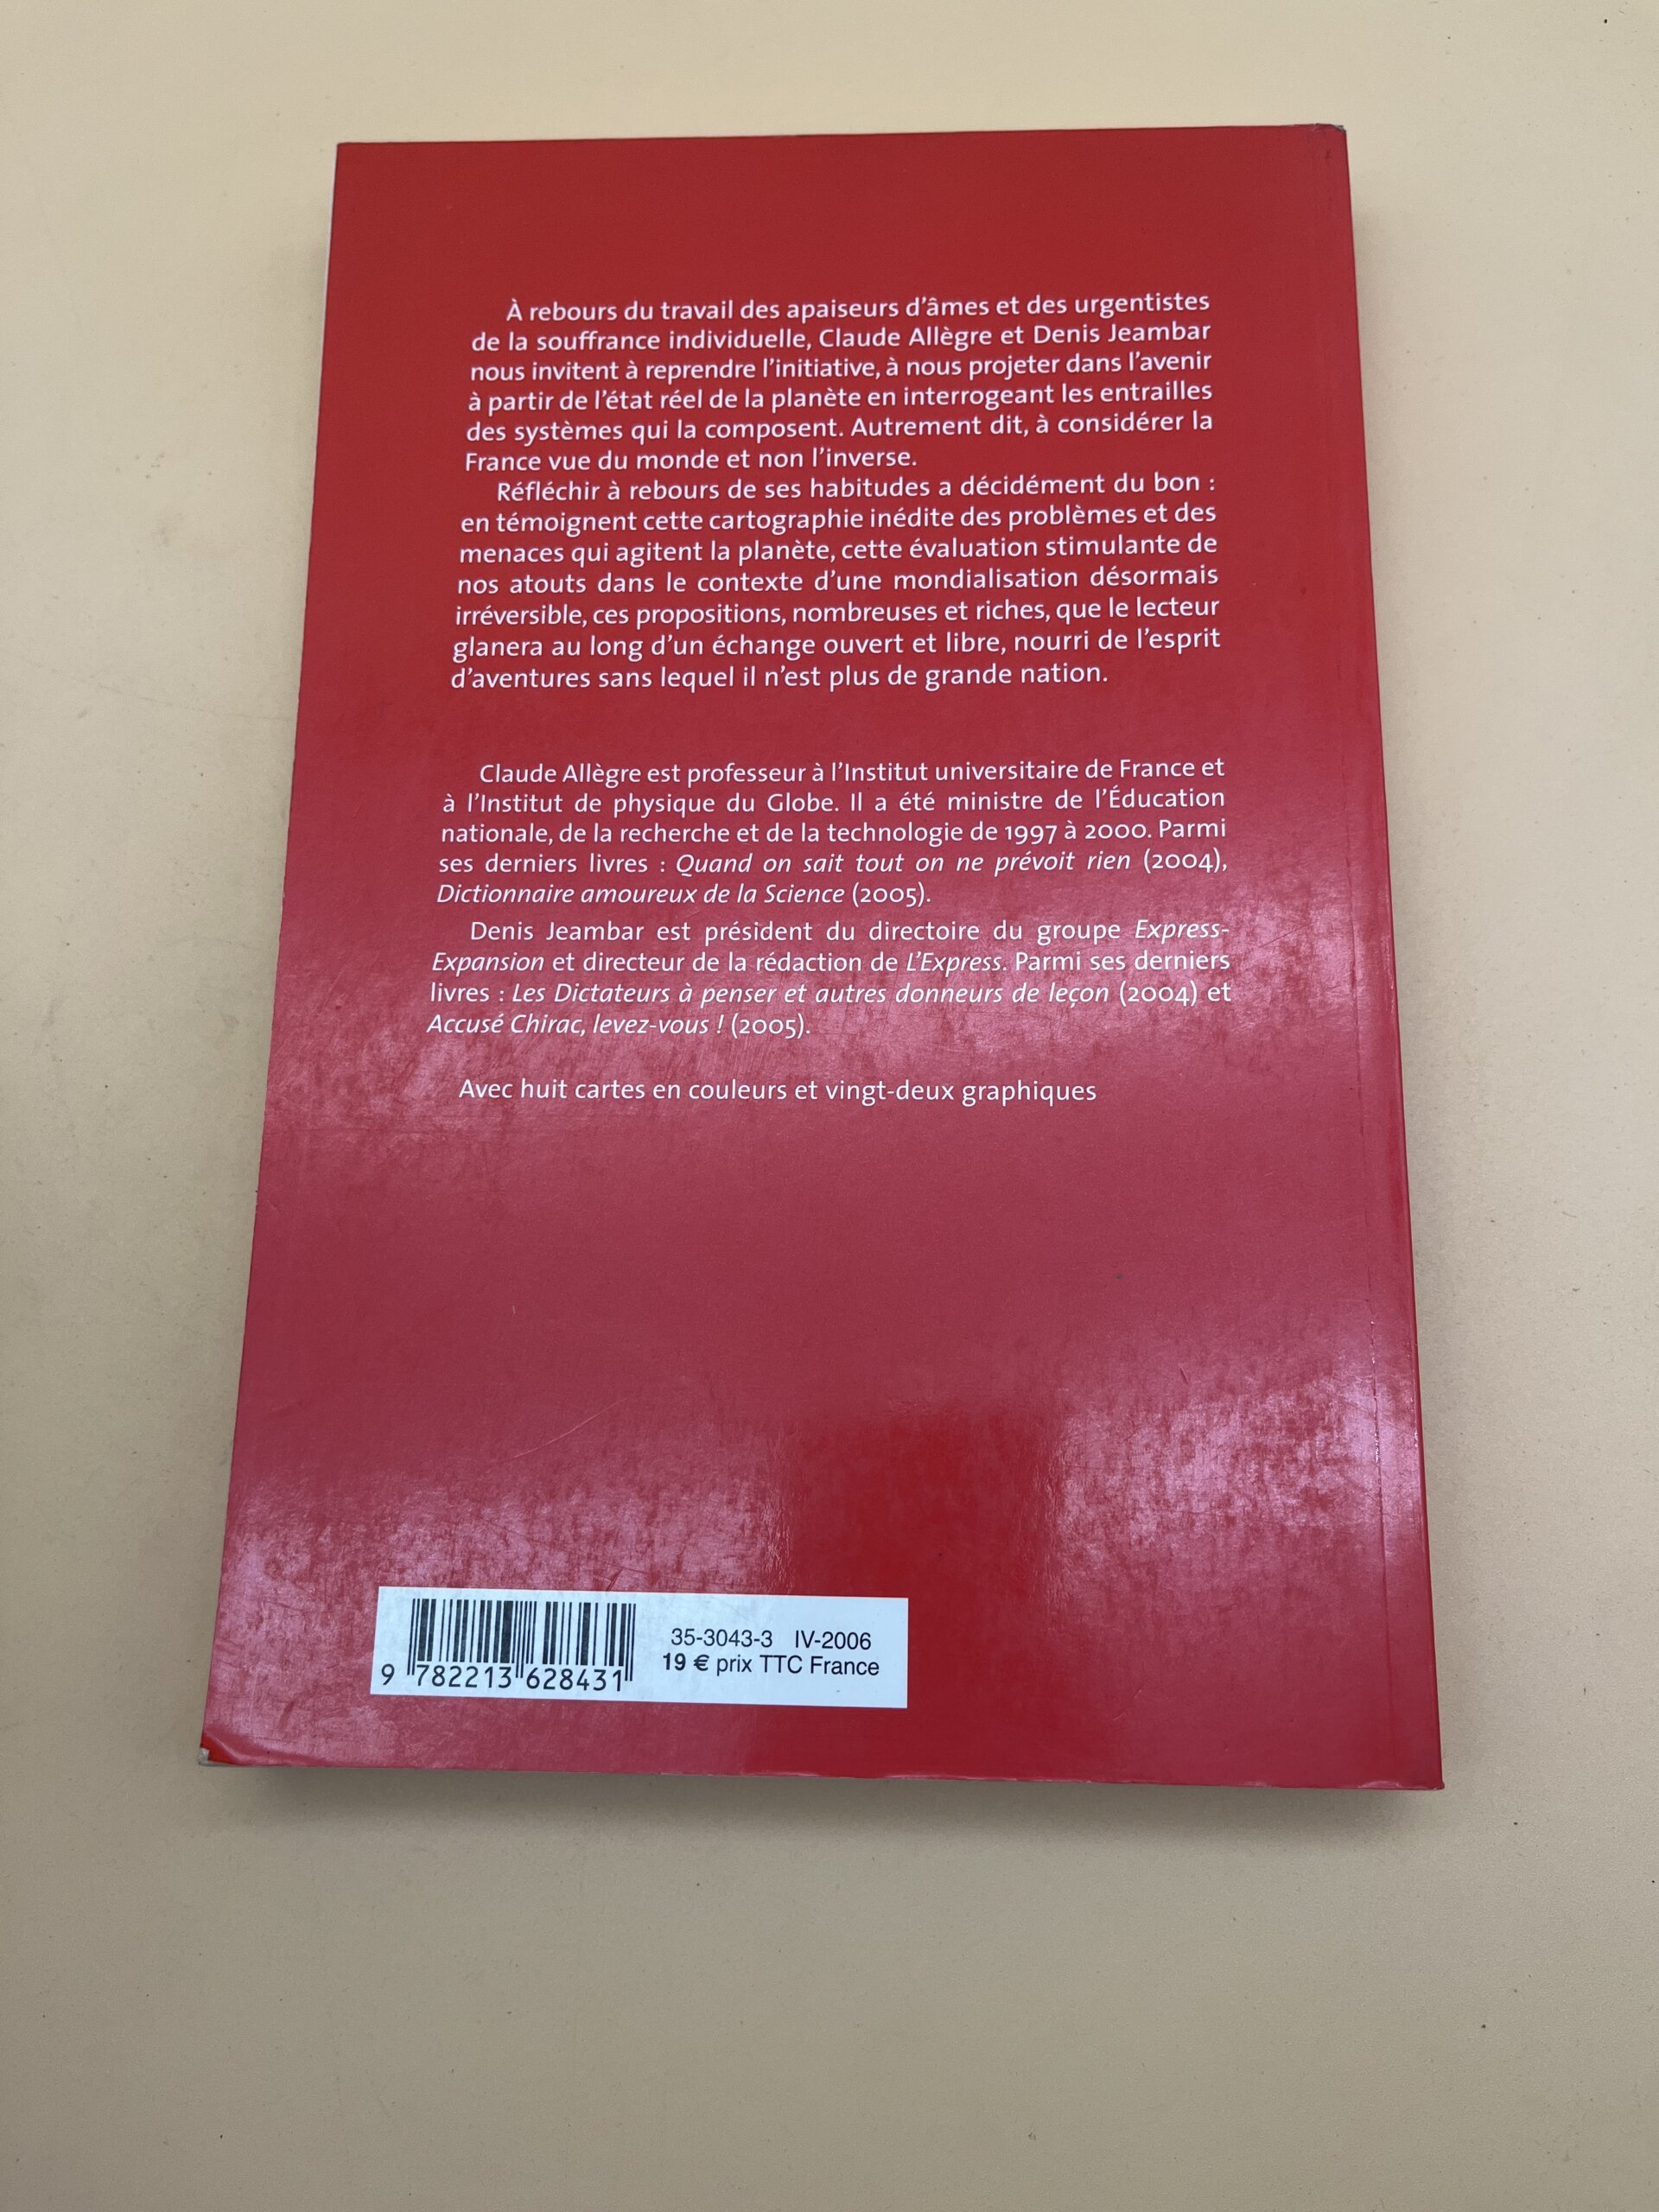 À rebours du travail des apaiseurs d'âmes et des urgentistes
de la souffrance individuelle, Claude Allègre et Denis Jeambar
nous invitent à reprendre l'initiative, à nous projeter dans l'avenir
à partir de l'état réel de la planète en interrogeant les entrailles
des systèmes qui la composent. Autrement dit, à considérer la
France vue du monde et non l'inverse.
Réfléchir à rebours de ses habitudes a décidément du bon :
en témoignent cette cartographie inédite des problèmes et des
menaces qui agitent la planète, cette évaluation stimulante de
nos atouts dans le contexte d'une mondialisation désormais
irréversible, ces propositions, nombreuses et riches, que le lecteur
glanera au long d'un échange ouvert et libre, nourri de l'esprit
d'aventures sans lequel il n'est plus de grande nation.
Claude Allègre est professeur à l'Institut universitaire de France et
à l'Institut de physique du Globe. Il a été ministre de l'Éducation
nationale, de la recherche et de la technologie de 1997 à 2000. Parmi
ses derniers livres : Quand on sait tout on ne prévoit rien (2004),
Dictionnaire amoureux de la Science (2005).
Denis Jeambar est président du directoire du groupe Express-
Expansion et directeur de la rédaction de L'Express. Parmi ses derniers
livres : Les Dictateurs à penser et autres donneurs de leçon (2004) et
Accusé Chirac, levez-vous ! (2005).
Avec huit cartes en couleurs et vingt-deux graphiques
35-3043-3 IV-2006
19 € prix TTC France
9 782213 628431